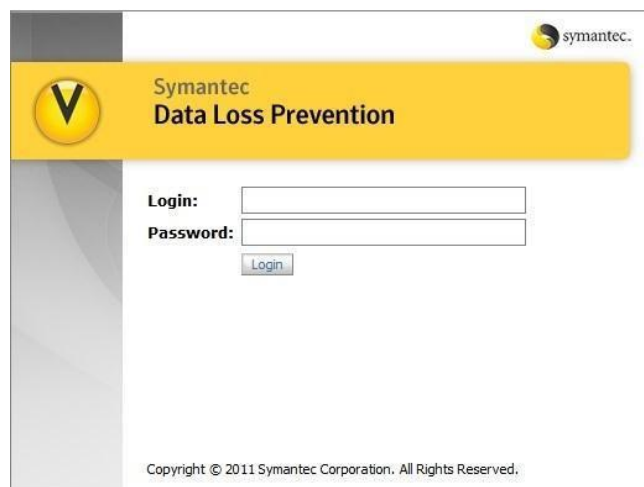 symantec.
Symantec
Data Loss Prevention
Login:
Password:
Login
Copyright © 2011 Symantec Corporation. All Rights Reserved.